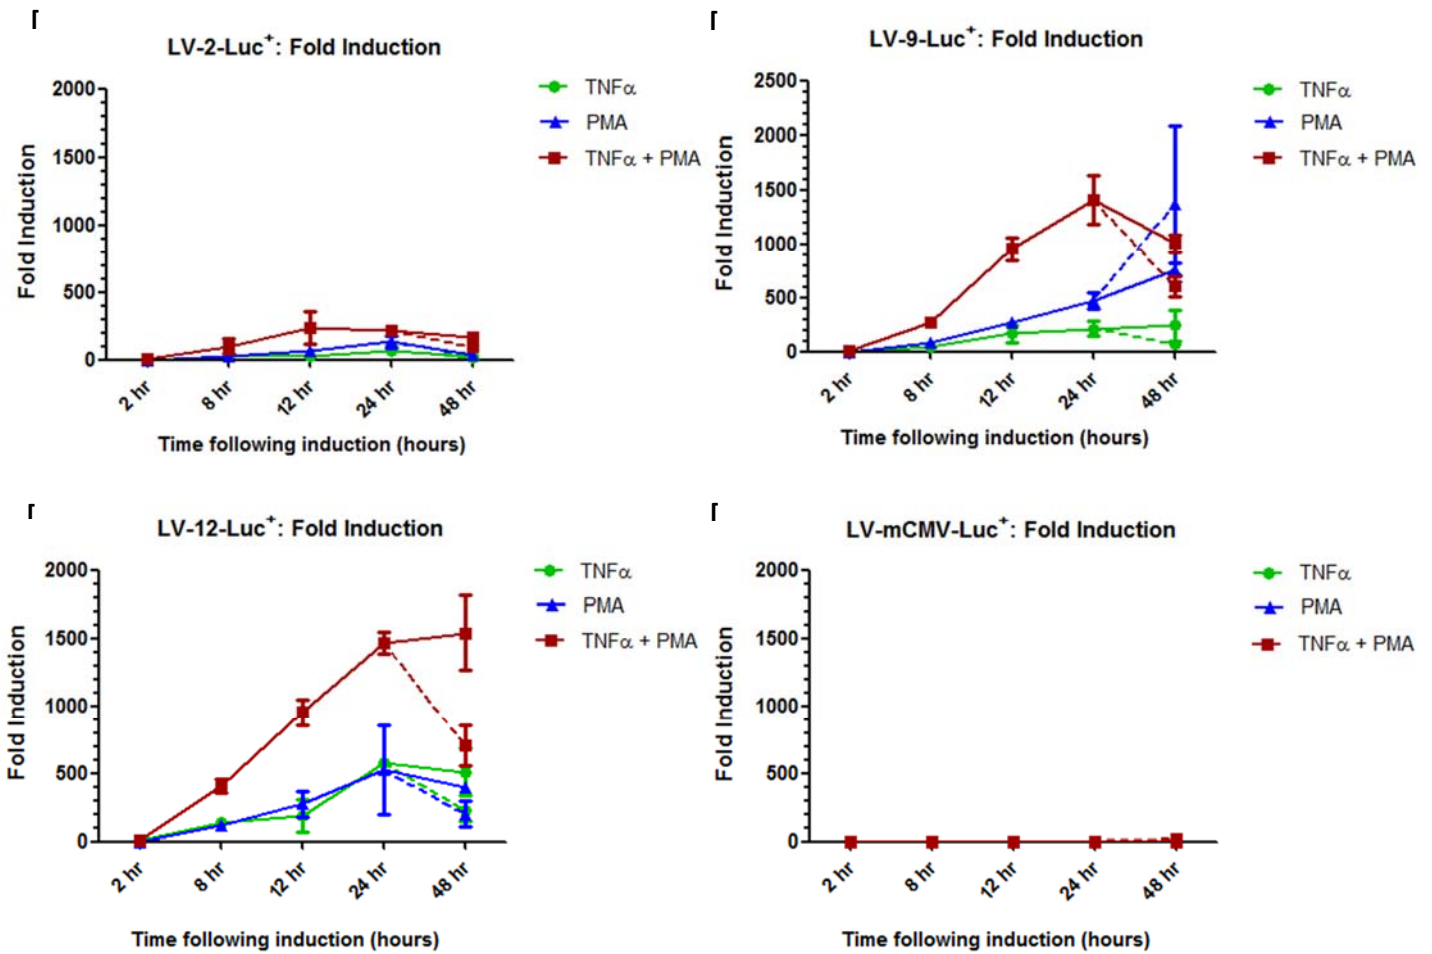 LV-2-Luc⁺: Fold Induction
TNFα
PMA
TNFα + PMA
2000
1500
1000
500
0
Fold Induction
2 hr
8 hr
12 hr
24 hr
48 hr
Time following induction (hours)
LV-9-Luc⁺: Fold Induction
TNFα
PMA
TNFα + PMA
2500
2000
1500
1000
500
0
Fold Induction
2 hr
8 hr
12 hr
24 hr
48 hr
Time following induction (hours)
LV-12-Luc⁺: Fold Induction
TNFα
PMA
TNFα + PMA
2000
1500
1000
500
0
Fold Induction
2 hr
8 hr
12 hr
24 hr
48 hr
Time following induction (hours)
LV-mCMV-Luc⁺: Fold Induction
TNFα
PMA
TNFα + PMA
2000
1500
1000
500
0
Fold Induction
2 hr
8 hr
12 hr
24 hr
48 hr
Time following induction (hours)